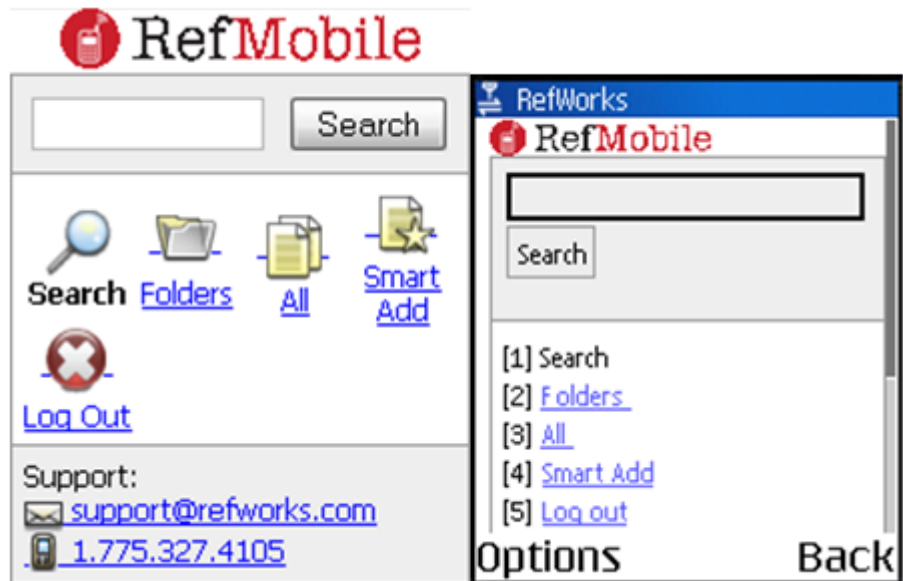 RefMobile
Search
Search Folders All Smart Add
Log Out
Support:
support@refworks.com
1.775.327.4105
RefWorks
RefMobile
Search
[1] Search
[2] Folders
[3] All
[4] Smart Add
[5] Log out
Options Back